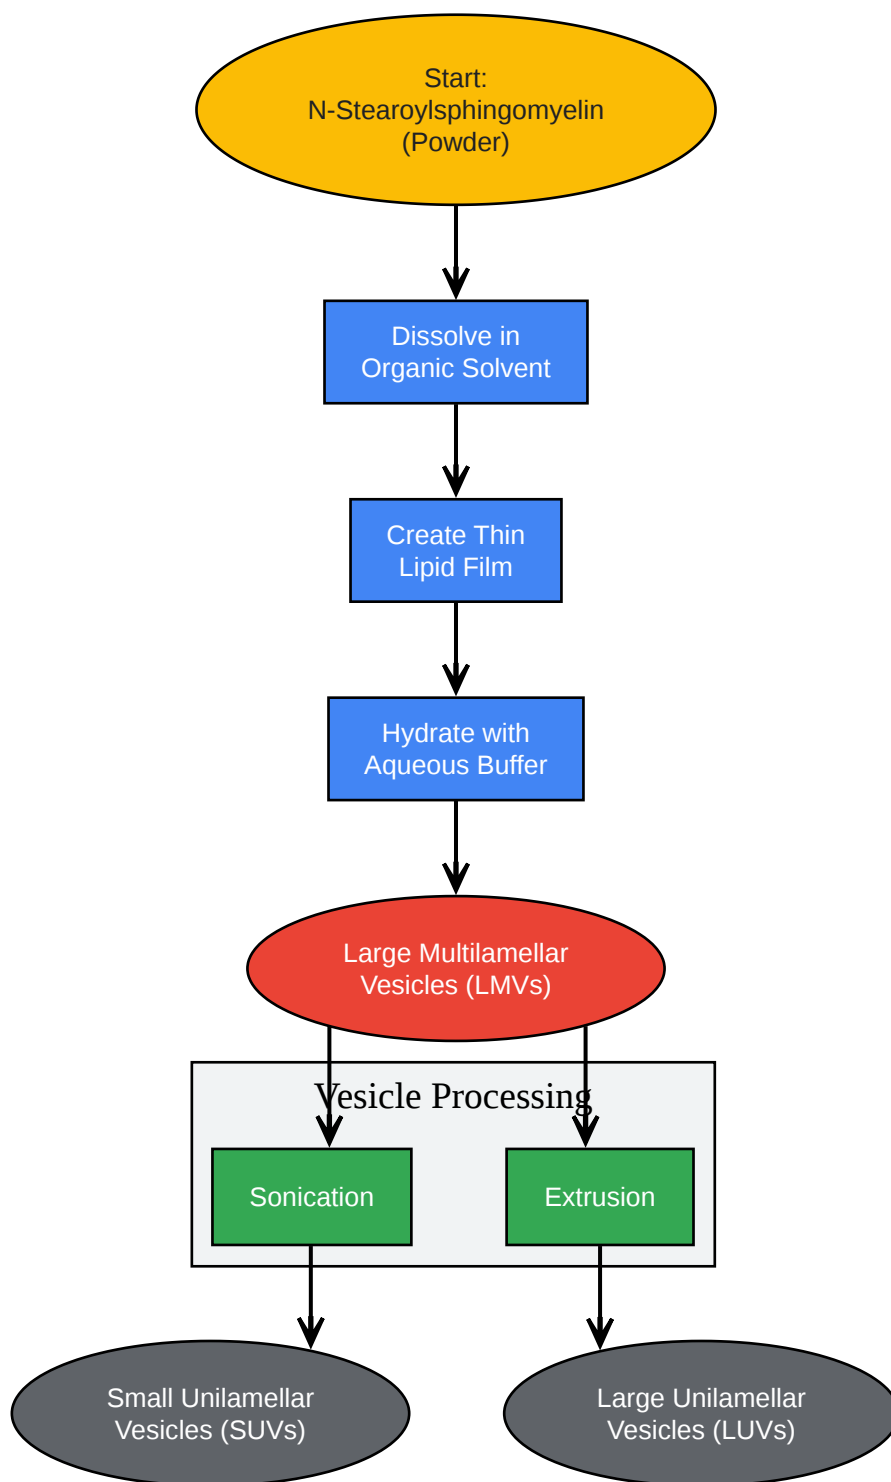 Start:
N-Stearoylsphingomyelin
(Powder)
Dissolve in
Organic Solvent
Create Thin
Lipid Film
Hydrate with
Aqueous Buffer
Large Multilamellar
Vesicles (LMVs)
Vesicle Processing
Sonication
Extrusion
Small Unilamellar
Vesicles (SUVs)
Large Unilamellar
Vesicles (LUVs)